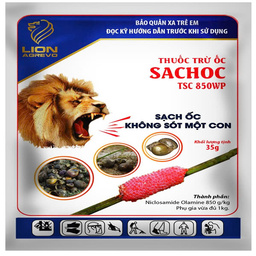 BẢO QUẢN XA TRẺ EM
ĐỌC KỸ HƯỚNG DẪN TRƯỚC KHI SỬ DỤNG
LION
AGREVO
THUỐC TRỪ ỐC
SACHOC
TSC 850WP
SẠCH ỐC
KHÔNG SÓT MỘT CON
Khối lượng tịnh
35g
Thành phần:
Niclosamide Olamine 850 g/kg
Phụ gia vừa đủ 1kg.